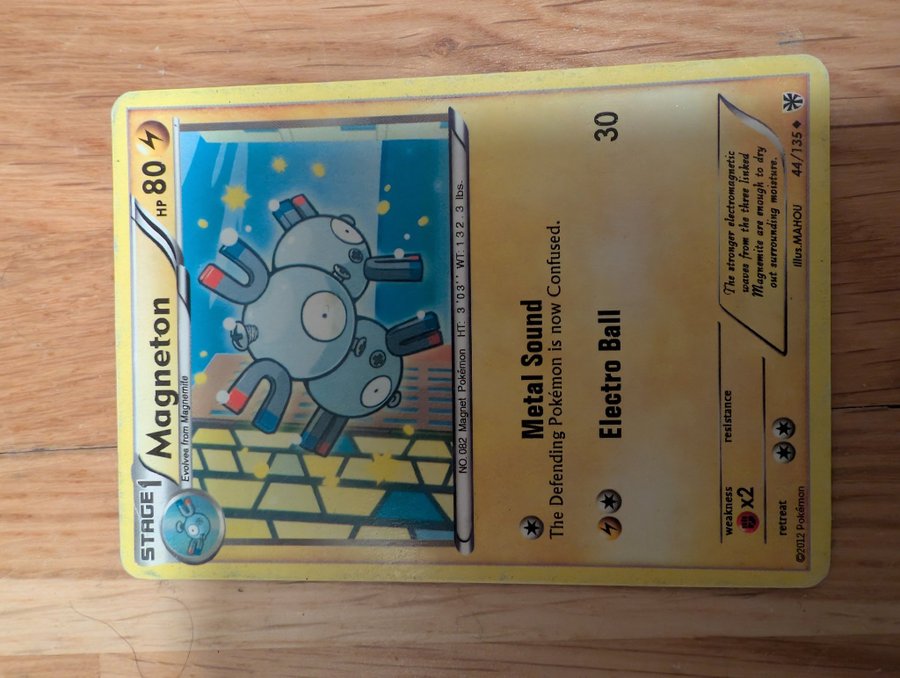 STAGE1
Magneton
HP 80
Evolves from Magnemite
NO. 082 Magnet Pokémon HT: 3'03" WT: 132.3 lbs.
Metal Sound
The Defending Pokémon is now Confused.
Electro Ball 30
weakness
x2
resistance
retreat
The stronger electromagnetic
waves from the three linked
Magnemite are enough to dry
out surrounding moisture.
Illus. MAHOU 44/135
©2012 Pokémon